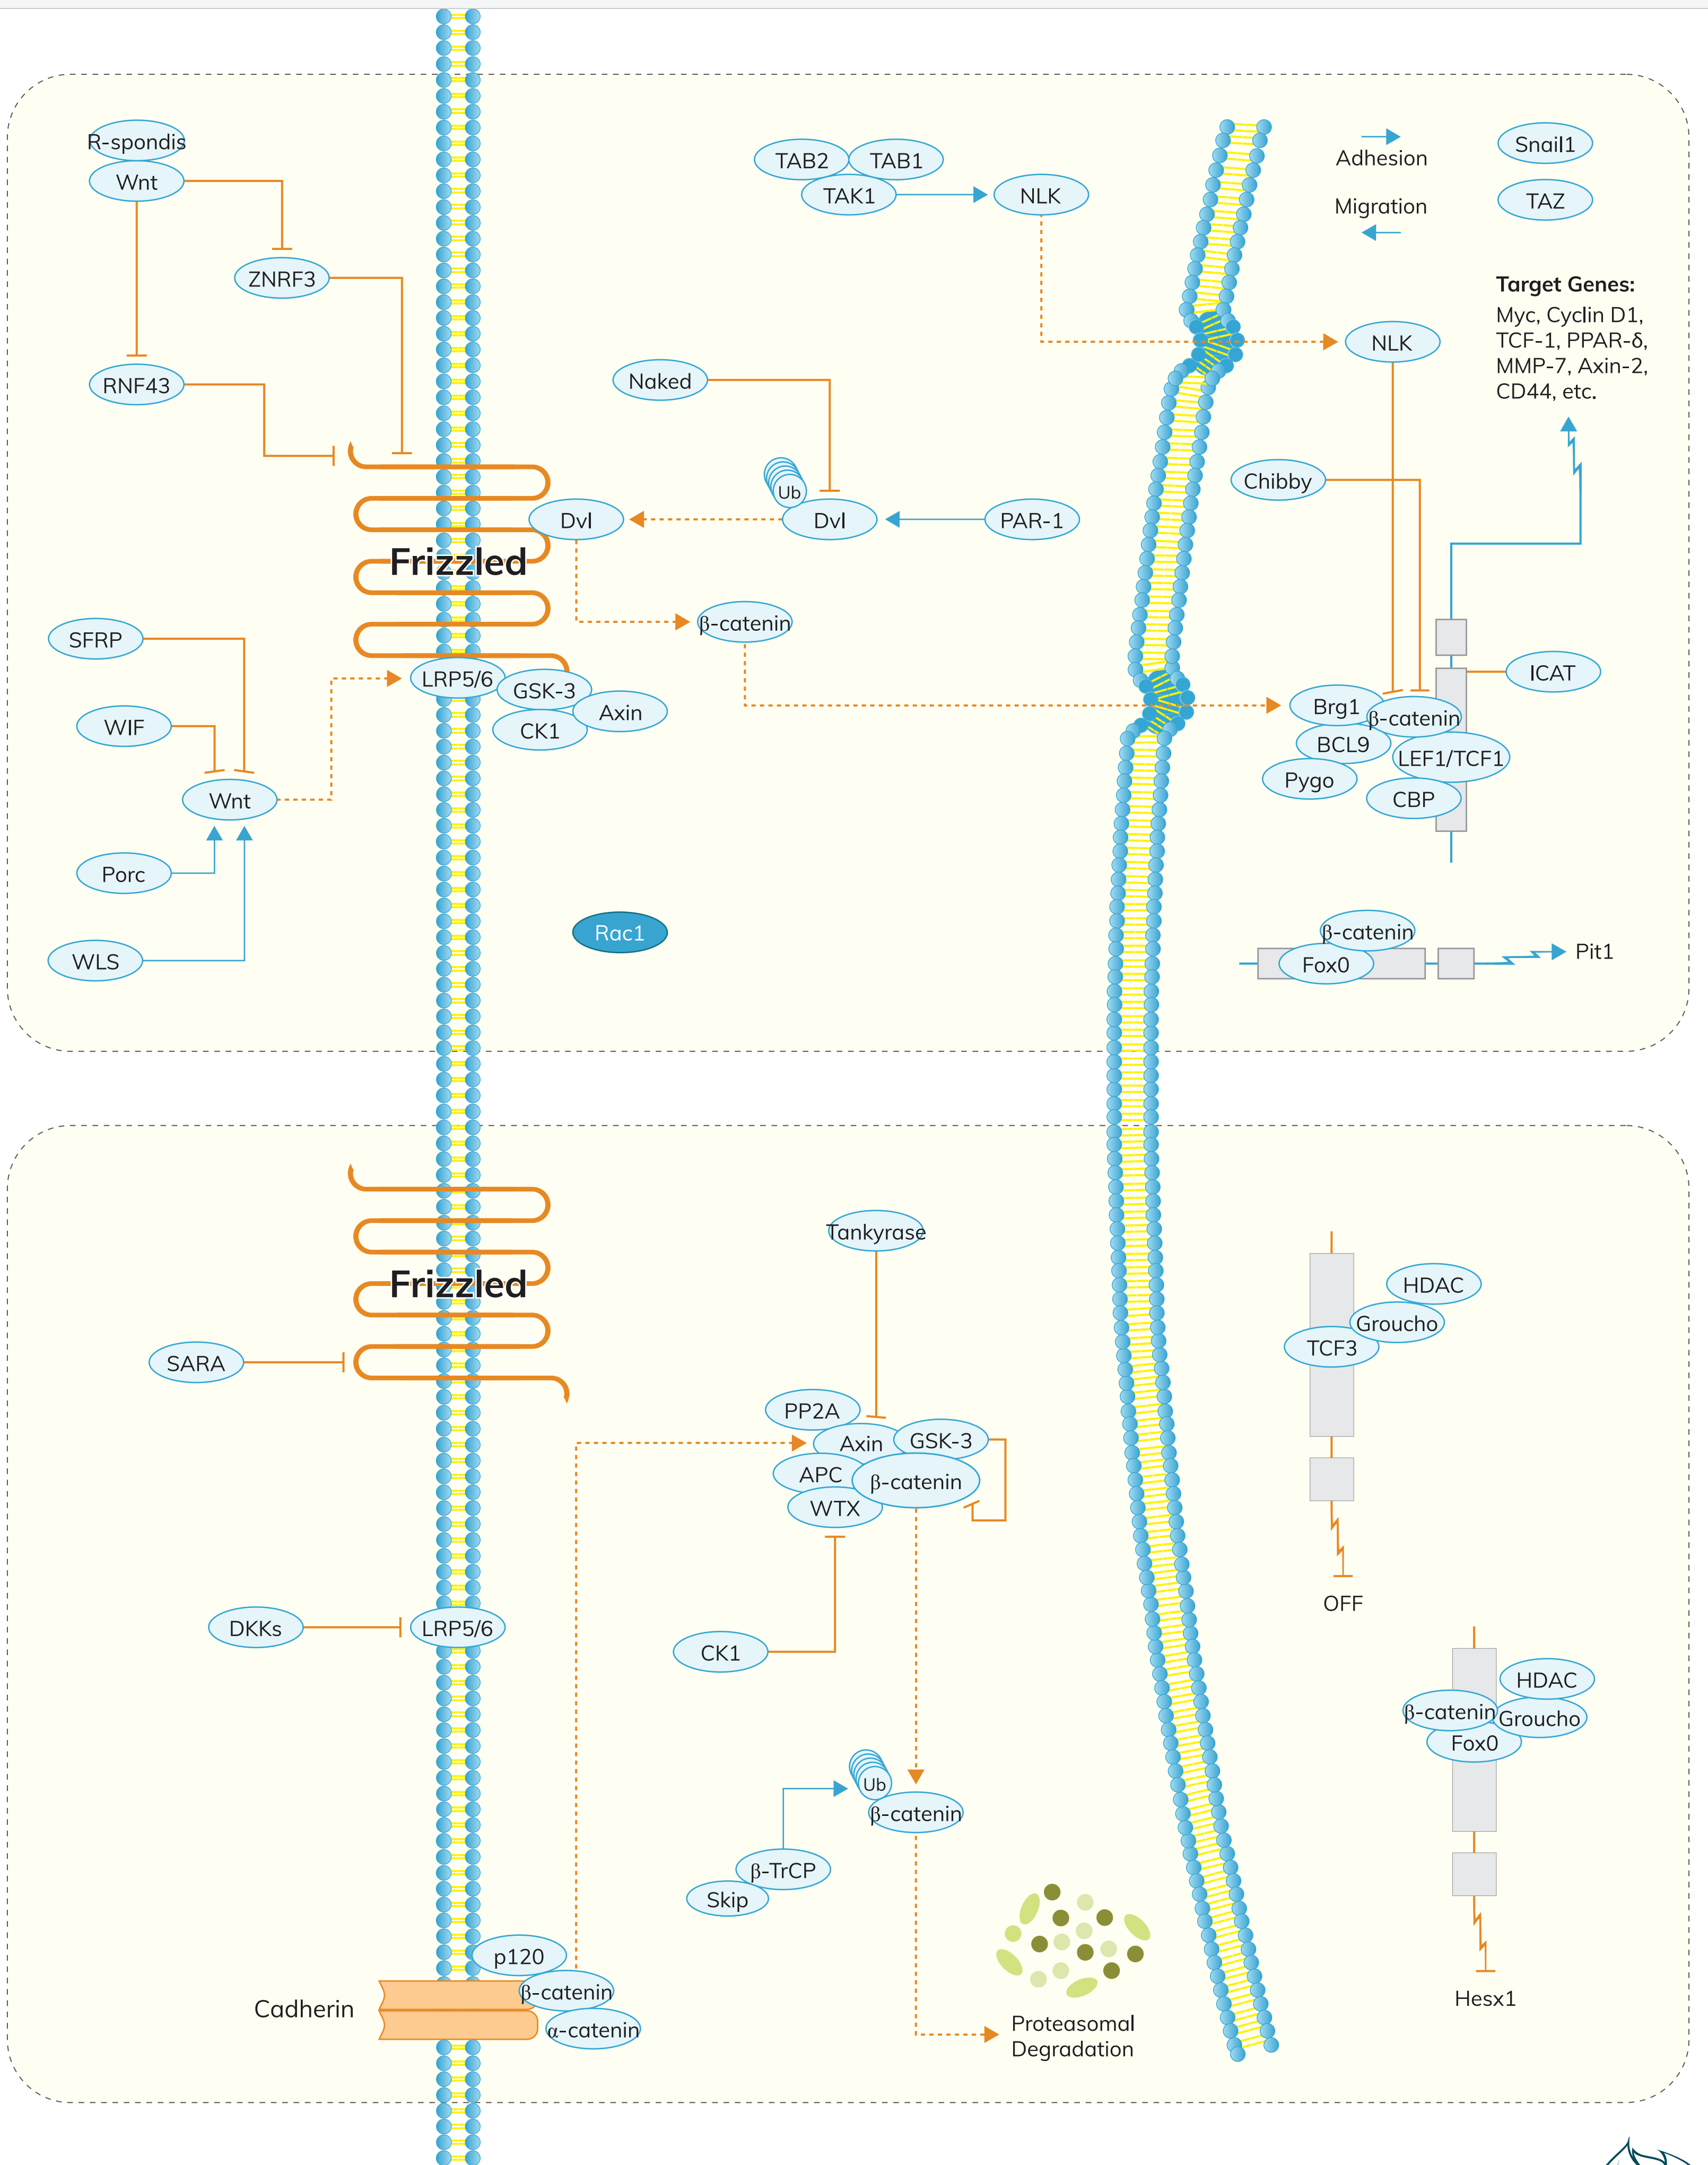 R-spondis
Wnt
ZNRF3
RNF43
TAB2
TAB1
TAK1
NLK
Adhesion
Migration
Snail1
TAZ
Target Genes:
Myc, Cyclin D1,
TCF-1, PPAR-δ,
MMP-7, Axin-2,
CD44, etc.
NLK
Naked
Chibby
Ub
Dvl
Dvl
PAR-1
Frizzled
β-catenin
SFRP
WIF
Wnt
Porc
WLS
LRP5/6
GSK-3
Axin
CK1
Rac1
ICAT
Brg1
β-catenin
BCL9
LEF1/TCF1
Pygo
CBP
β-catenin
Fox0
Pit1
Frizzled
SARA
DKKs
LRP5/6
Tankyrase
PP2A
Axin
GSK-3
APC
β-catenin
WTX
CK1
Ub
β-catenin
β-TrCP
Skip
p120
β-catenin
α-catenin
Cadherin
Proteasomal
Degradation
HDAC
Groucho
TCF3
OFF
HDAC
β-catenin
Groucho
Fox0
Hesx1